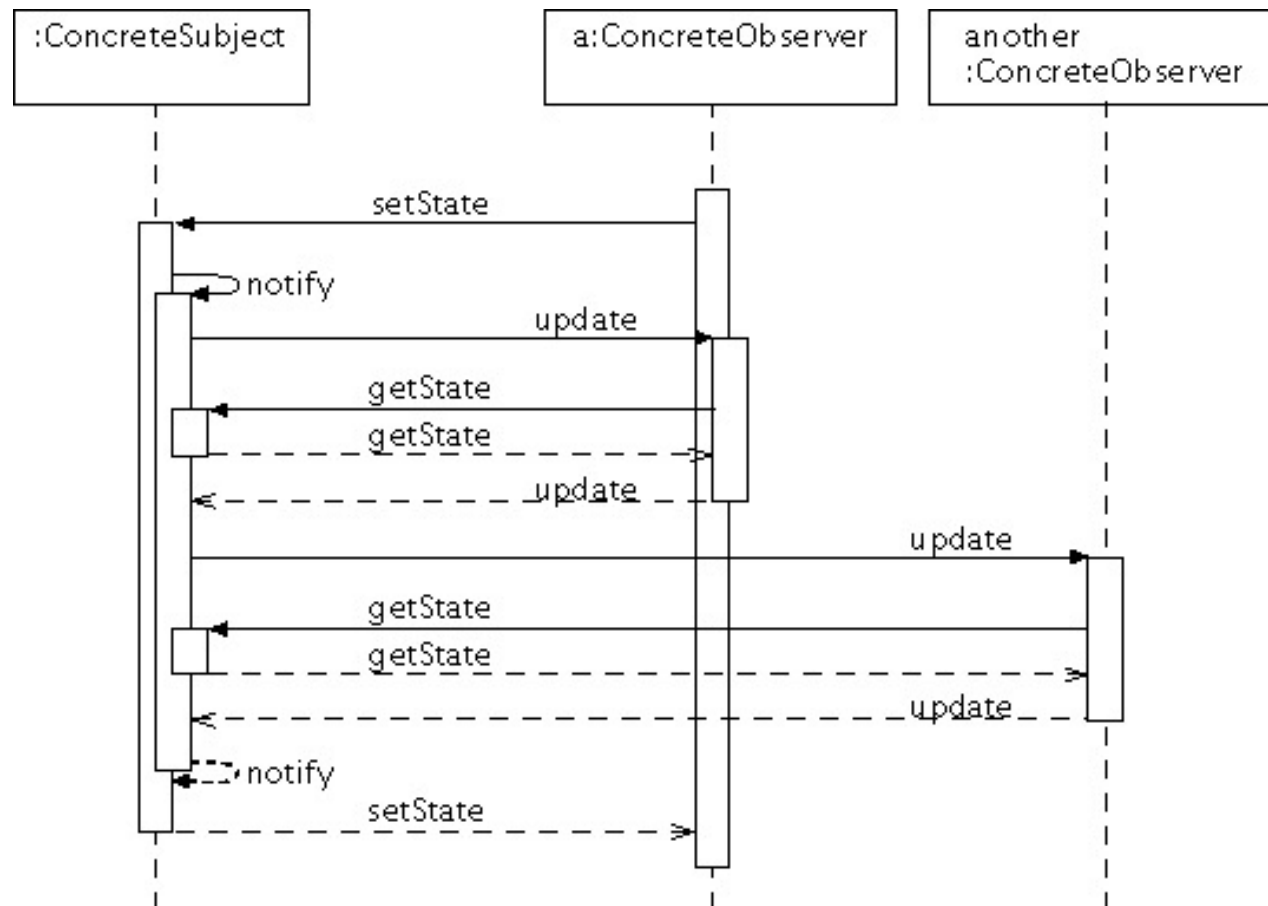 :ConcreteSubject
a:ConcreteObserver
another
:ConcreteObserver
setState
notify
update
getState
getState
update
update
getState
getState
update
notify
setState